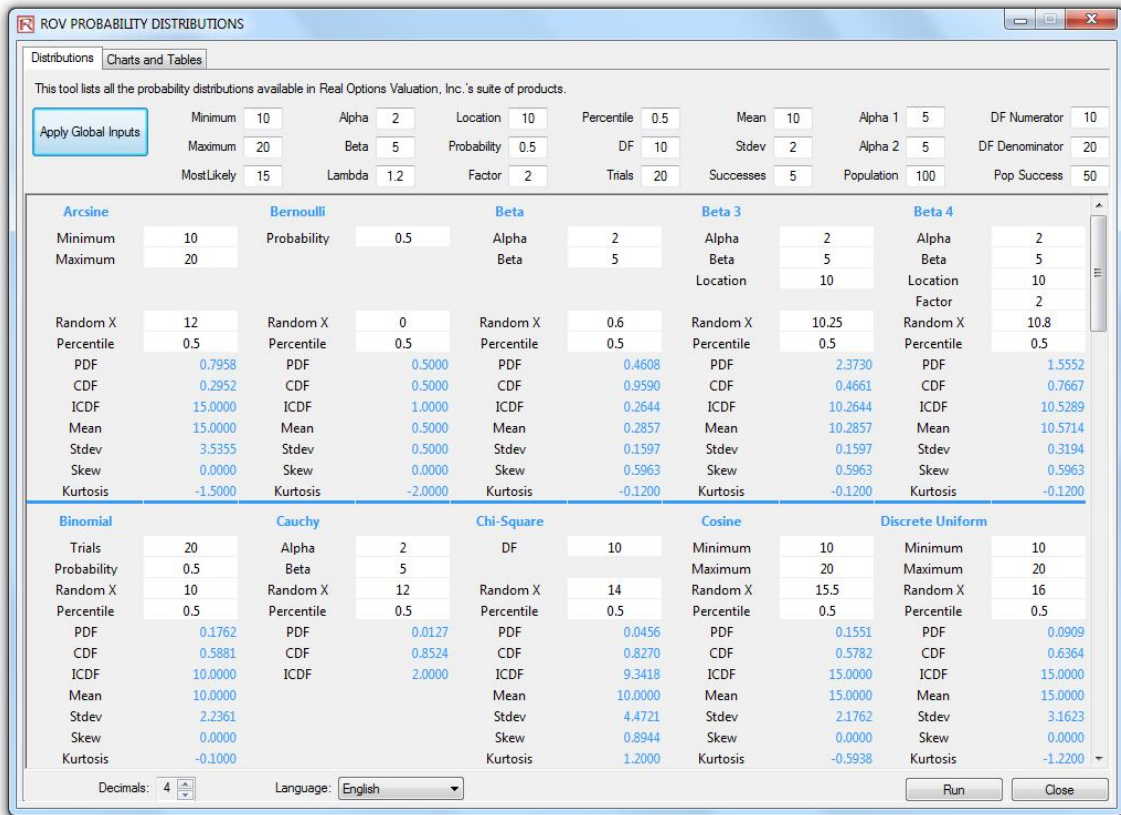 ROV PROBABILITY DISTRIBUTIONS
Distributions Charts and Tables
This tool lists all the probability distributions available in Real Options Valuation, Inc.'s suite of products.
Apply Global Inputs
Minimum 10 Alpha 2 Location 10 Percentile 0.5 Mean 10 Alpha 1 5 DF Numerator 10
Maximum 20 Beta 5 Probability 0.5 DF 10 Stdev 2 Alpha 2 5 DF Denominator 20
MostLikely 15 Lambda 1.2 Factor 2 Trials 20 Successes 5 Population 100 Pop Success 50
Arcsine Bernoulli Beta Beta 3 Beta 4
Minimum 10 Probability 0.5 Alpha 2 Alpha 2 Alpha 2
Maximum 20 Beta 5 Beta 5 Beta 5
Location 10 Location 10
Factor 2
Random X 12 Random X 0 Random X 0.6 Random X 10.25 Random X 10.8
Percentile 0.5 Percentile 0.5 Percentile 0.5 Percentile 0.5 Percentile 0.5
PDF 0.7958 PDF 0.5000 PDF 0.4608 PDF 2.3730 PDF 1.5552
CDF 0.2952 CDF 0.5000 CDF 0.9590 CDF 0.4661 CDF 0.7667
ICDF 15.0000 ICDF 1.0000 ICDF 0.2644 ICDF 10.2644 ICDF 10.5289
Mean 15.0000 Mean 0.5000 Mean 0.2857 Mean 10.2857 Mean 10.5714
Stdev 3.5355 Stdev 0.5000 Stdev 0.1597 Stdev 0.1597 Stdev 0.3194
Skew 0.0000 Skew 0.0000 Skew 0.5963 Skew 0.5963 Skew 0.5963
Kurtosis -1.5000 Kurtosis -2.0000 Kurtosis -0.1200 Kurtosis -0.1200 Kurtosis -0.1200
Binomial Cauchy Chi-Square Cosine Discrete Uniform
Trials 20 Alpha 2 DF 10 Minimum 10 Minimum 10
Probability 0.5 Beta 5 Maximum 20 Maximum 20
Random X 10 Random X 12 Random X 14 Random X 15.5 Random X 16
Percentile 0.5 Percentile 0.5 Percentile 0.5 Percentile 0.5 Percentile 0.5
PDF 0.1762 PDF 0.0127 PDF 0.0456 PDF 0.1551 PDF 0.0909
CDF 0.5881 CDF 0.8524 CDF 0.8270 CDF 0.5782 CDF 0.6364
ICDF 10.0000 ICDF 2.0000 ICDF 9.3418 ICDF 15.0000 ICDF 15.0000
Mean 10.0000 Mean 10.0000 Mean 15.0000 Mean 15.0000
Stdev 2.2361 Stdev 4.4721 Stdev 2.1762 Stdev 3.1623
Skew 0.0000 Skew 0.8944 Skew 0.0000 Skew 0.0000
Kurtosis -0.1000 Kurtosis 1.2000 Kurtosis -0.5938 Kurtosis -1.2200
Decimals: 4 Language: English Run Close